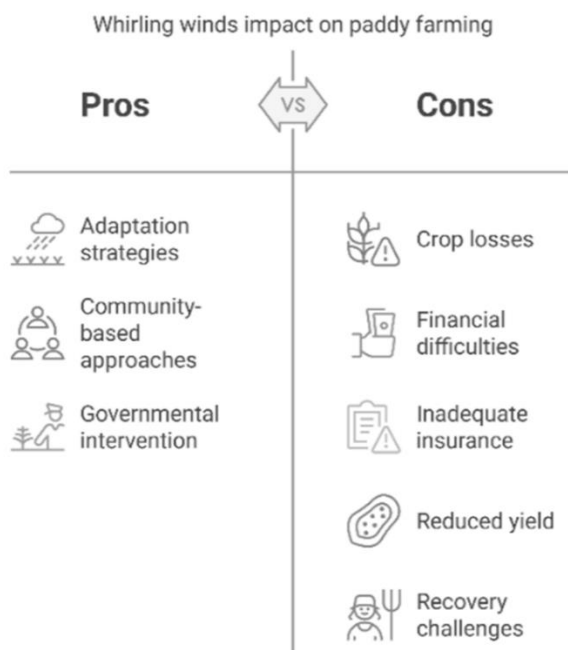 Whirling winds impact on paddy farming
Pros
VS
Cons
Adaptation
strategies
Community-
based
approaches
Governmental
intervention
Crop losses
Financial
difficulties
Inadequate
insurance
Reduced yield
Recovery
challenges